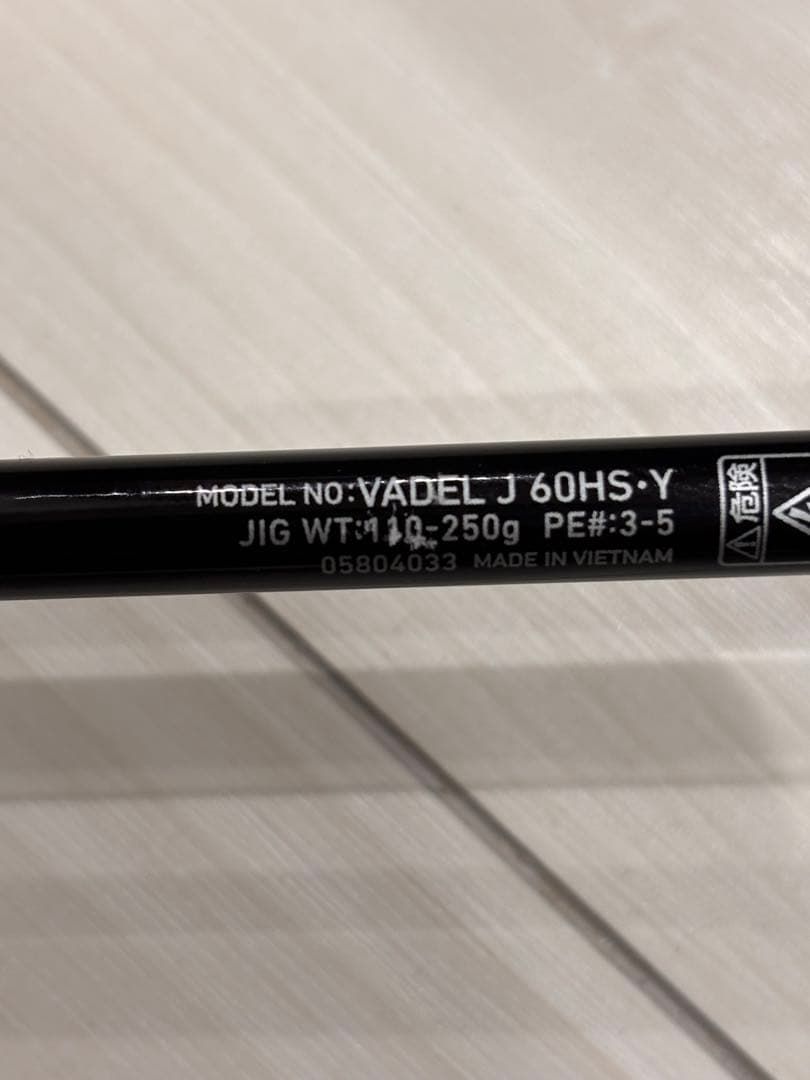 MODEL NO:VADEL J 60HS・Y
JIG WT:110-250g PE#:3-5
05804033 MADE IN VIETNAM
危険